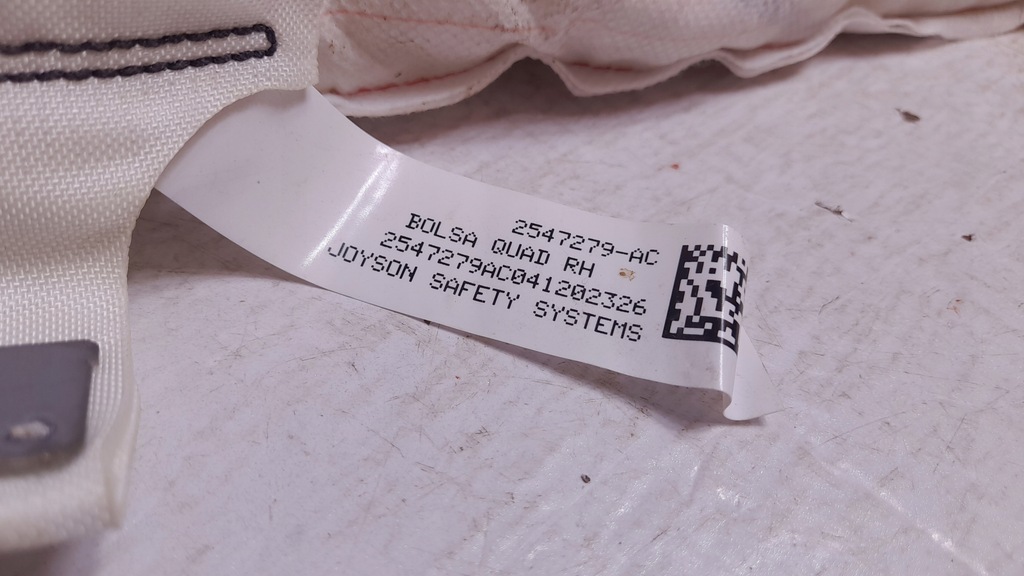 2547279-AC
BOLSA QUAD RH
2547279AC041202326
JOYSON SAFETY SYSTEMS